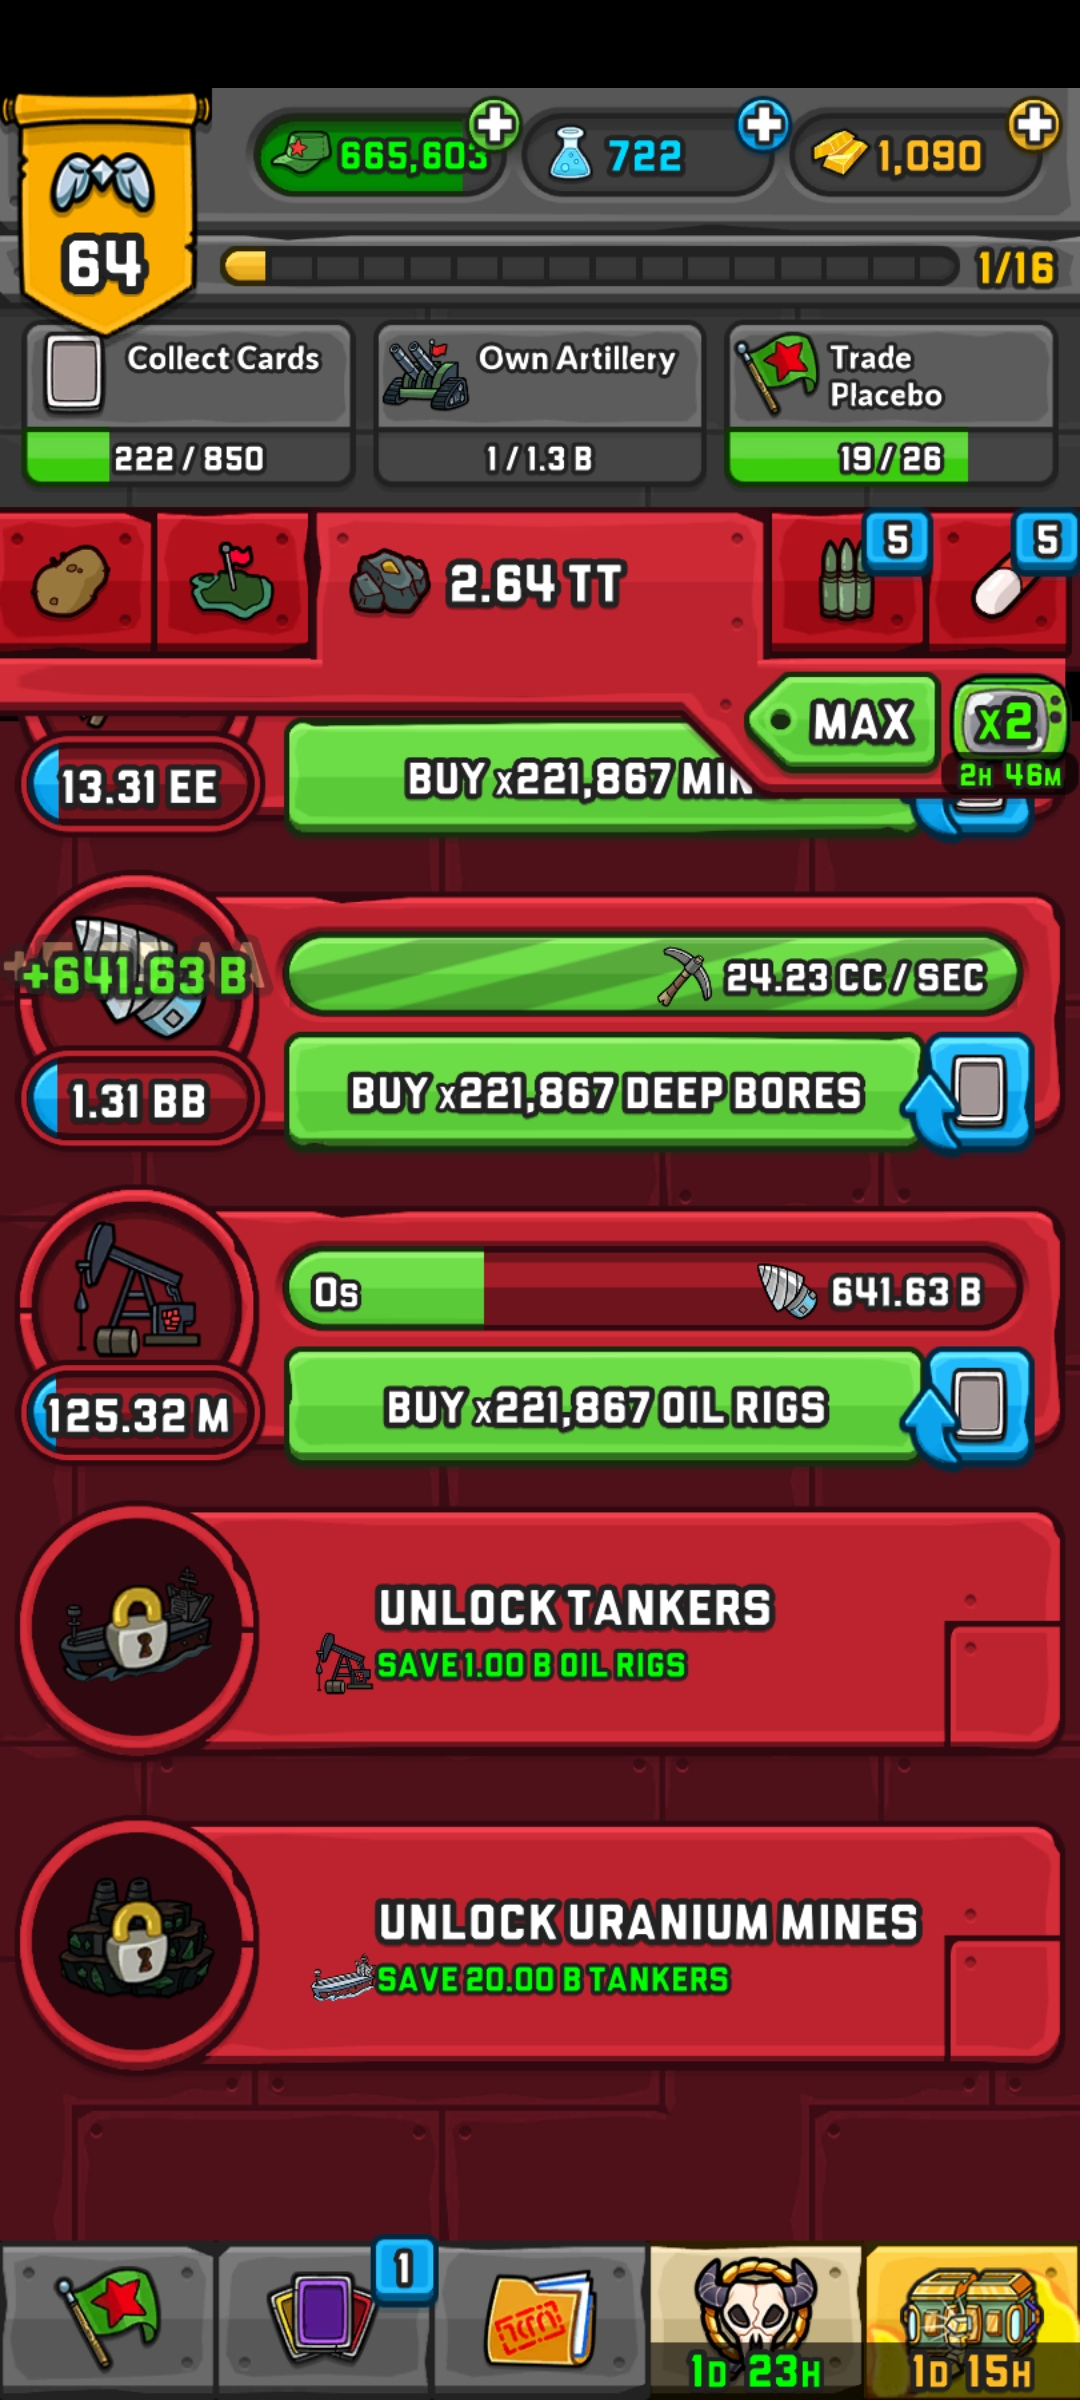 665,603
722
1,090
64
1/16
Collect Cards
222 / 850
Own Artillery
1 / 1.3 B
Trade
Placebo
19 / 26
2.64 TT
5
5
MAX
x2
2H 46M
13.31 EE
BUY x221,867 MIN
+641.63 B
24.23 CC / SEC
1.31 BB
BUY x221,867 DEEP BORES
0s
641.63 B
125.32 M
BUY x221,867 OIL RIGS
UNLOCK TANKERS
SAVE 1.00 B OIL RIGS
UNLOCK URANIUM MINES
SAVE 20.00 B TANKERS
1
1D 23H
1D 15H